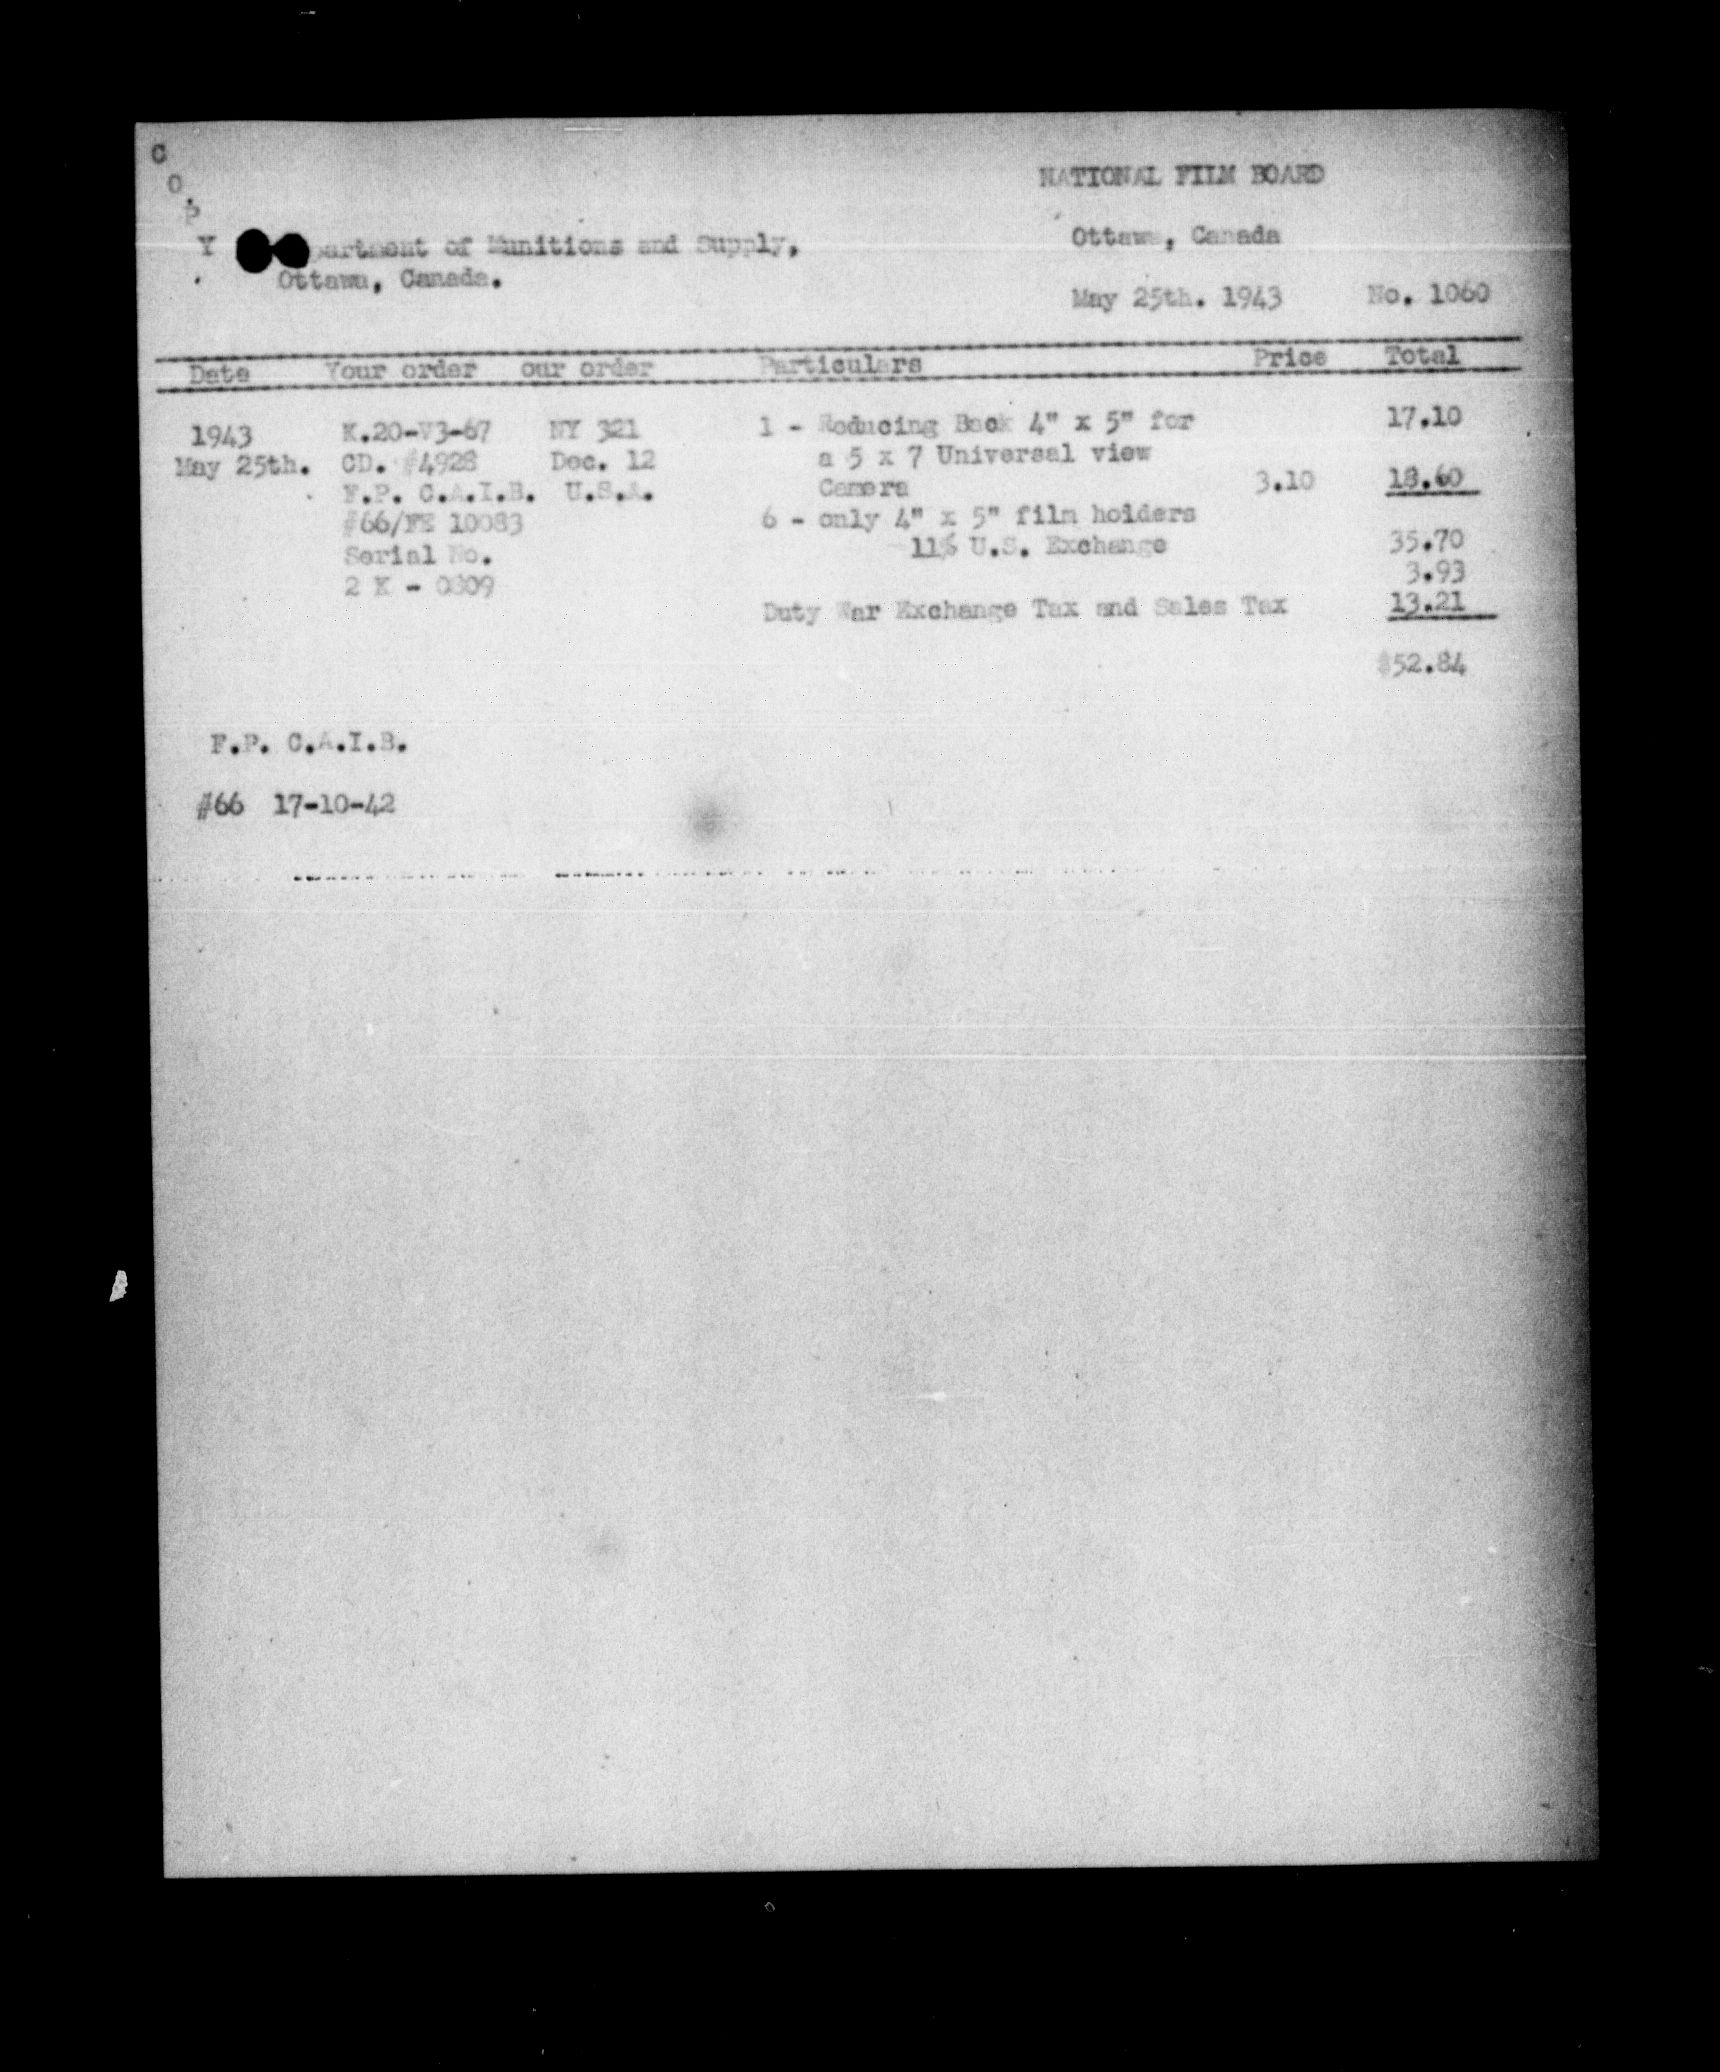 C
O
P
Y
NATIONAL FILM BOARD
Department of Munitions and Supply,
Ottawa, Canada
Ottawa, Canada.
May 25th. 1943 No. 1060
Date Your order our order Particulars Price Total
1943 K.20-V3-67 NY 321 1 - Reducing Back 4" x 5" for 17.10
May 25th. CD. #4928 Dec. 12 a 5 x 7 Universal view
F.P. C.A.I.B. U.S.A. Camera 3.10 18.60
#66/FE 10083 6 - only 4" x 5" film holders
Serial No. 11% U.S. Exchange 35.70
2 K - 0809 3.93
Duty War Exchange Tax and Sales Tax 13.21
$52.84
F.P. C.A.I.B.
#66 17-10-42